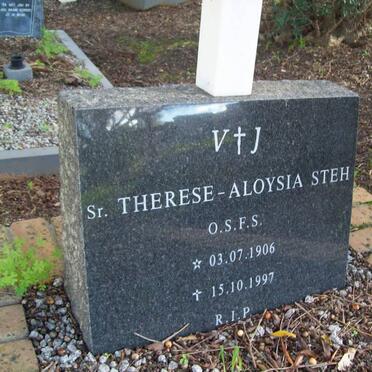 V✝J
Sr. THERESE-ALOYSIA STEH
O.S.F.S.
☆ 03.07.1906
✝ 15.10.1997
R.I.P